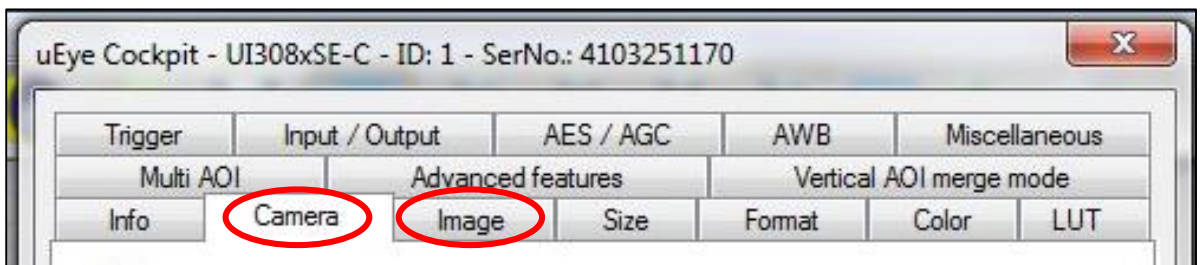 uEye Cockpit - UI308xSE-C - ID: 1 - SerNo.: 4103251170
Trigger Input / Output AES / AGC AWB Miscellaneous
Multi AOI Advanced features Vertical AOI merge mode
Info Camera Image Size Format Color LUT